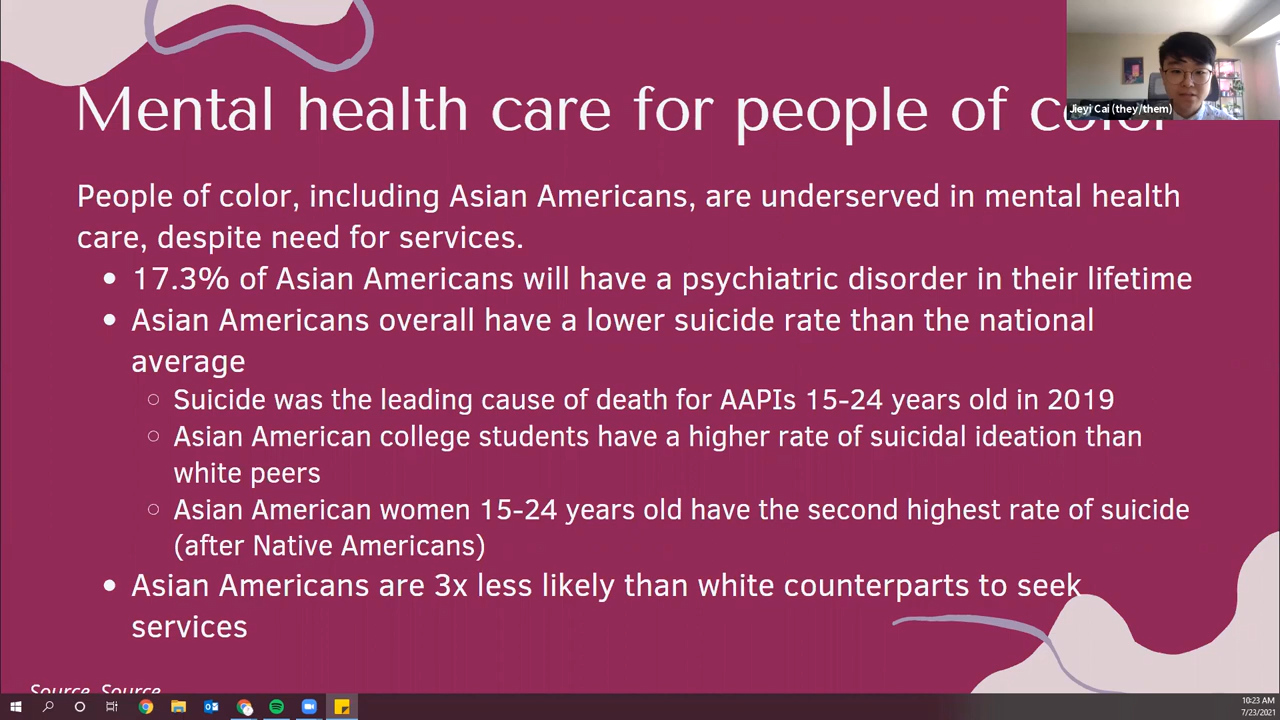 Mental health care for people of color
Jieyi Cai (they/them)
People of color, including Asian Americans, are underserved in mental health
care, despite need for services.
• 17.3% of Asian Americans will have a psychiatric disorder in their lifetime
• Asian Americans overall have a lower suicide rate than the national
average
○ Suicide was the leading cause of death for AAPIs 15-24 years old in 2019
○ Asian American college students have a higher rate of suicidal ideation than
white peers
○ Asian American women 15-24 years old have the second highest rate of suicide
(after Native Americans)
• Asian Americans are 3x less likely than white counterparts to seek
services
Source, Source
10:23 AM
7/23/2021